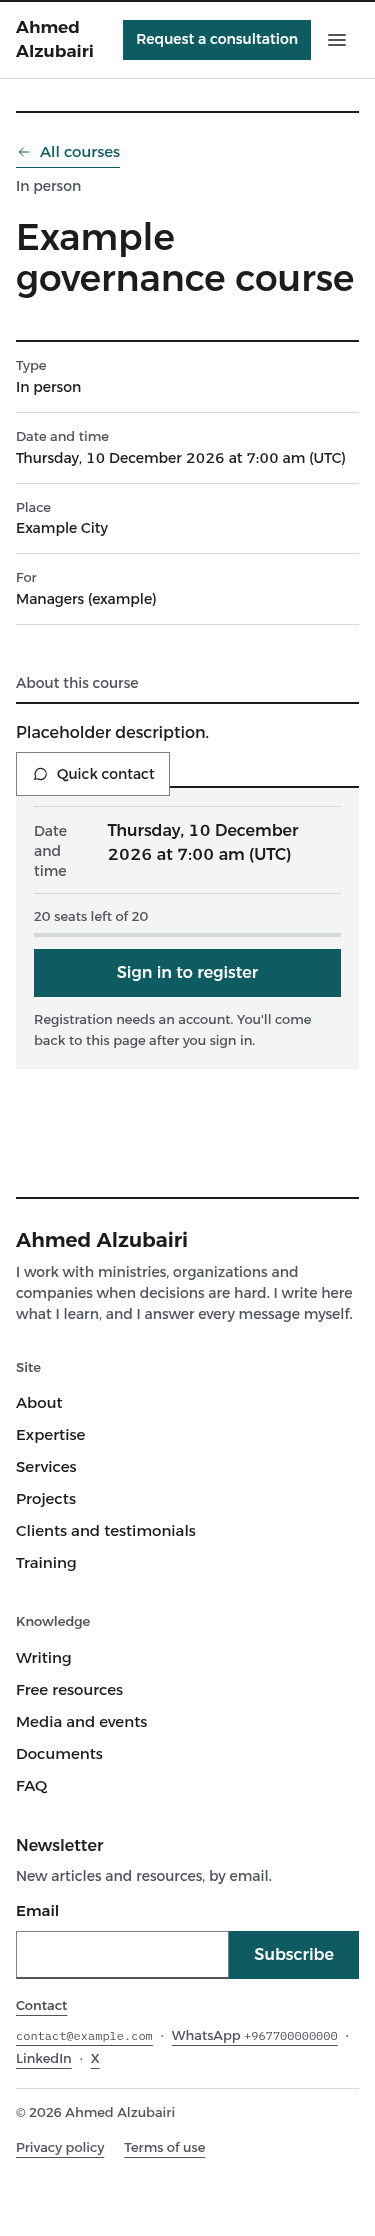 Ahmed
Alzubairi
Request a consultation
← All courses
In person
Example
governance course
Type
In person
Date and time
Thursday, 10 December 2026 at 7:00 am (UTC)
Place
Example City
For
Managers (example)
About this course
Placeholder description.
Quick contact
Date
and
time
Thursday, 10 December
2026 at 7:00 am (UTC)
20 seats left of 20
Sign in to register
Registration needs an account. You'll come
back to this page after you sign in.
Ahmed Alzubairi
I work with ministries, organizations and
companies when decisions are hard. I write here
what I learn, and I answer every message myself.
Site
About
Expertise
Services
Projects
Clients and testimonials
Training
Knowledge
Writing
Free resources
Media and events
Documents
FAQ
Newsletter
New articles and resources, by email.
Email
Subscribe
Contact
contact@example.com · WhatsApp +967700000000 ·
LinkedIn · X
© 2026 Ahmed Alzubairi
Privacy policy Terms of use